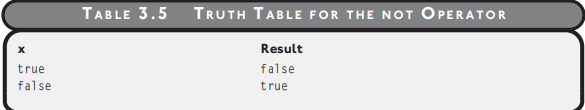 TABLE 3.5 TRUTH TABLE FOR THE NOT OPERATOR
x Result
true false
false true